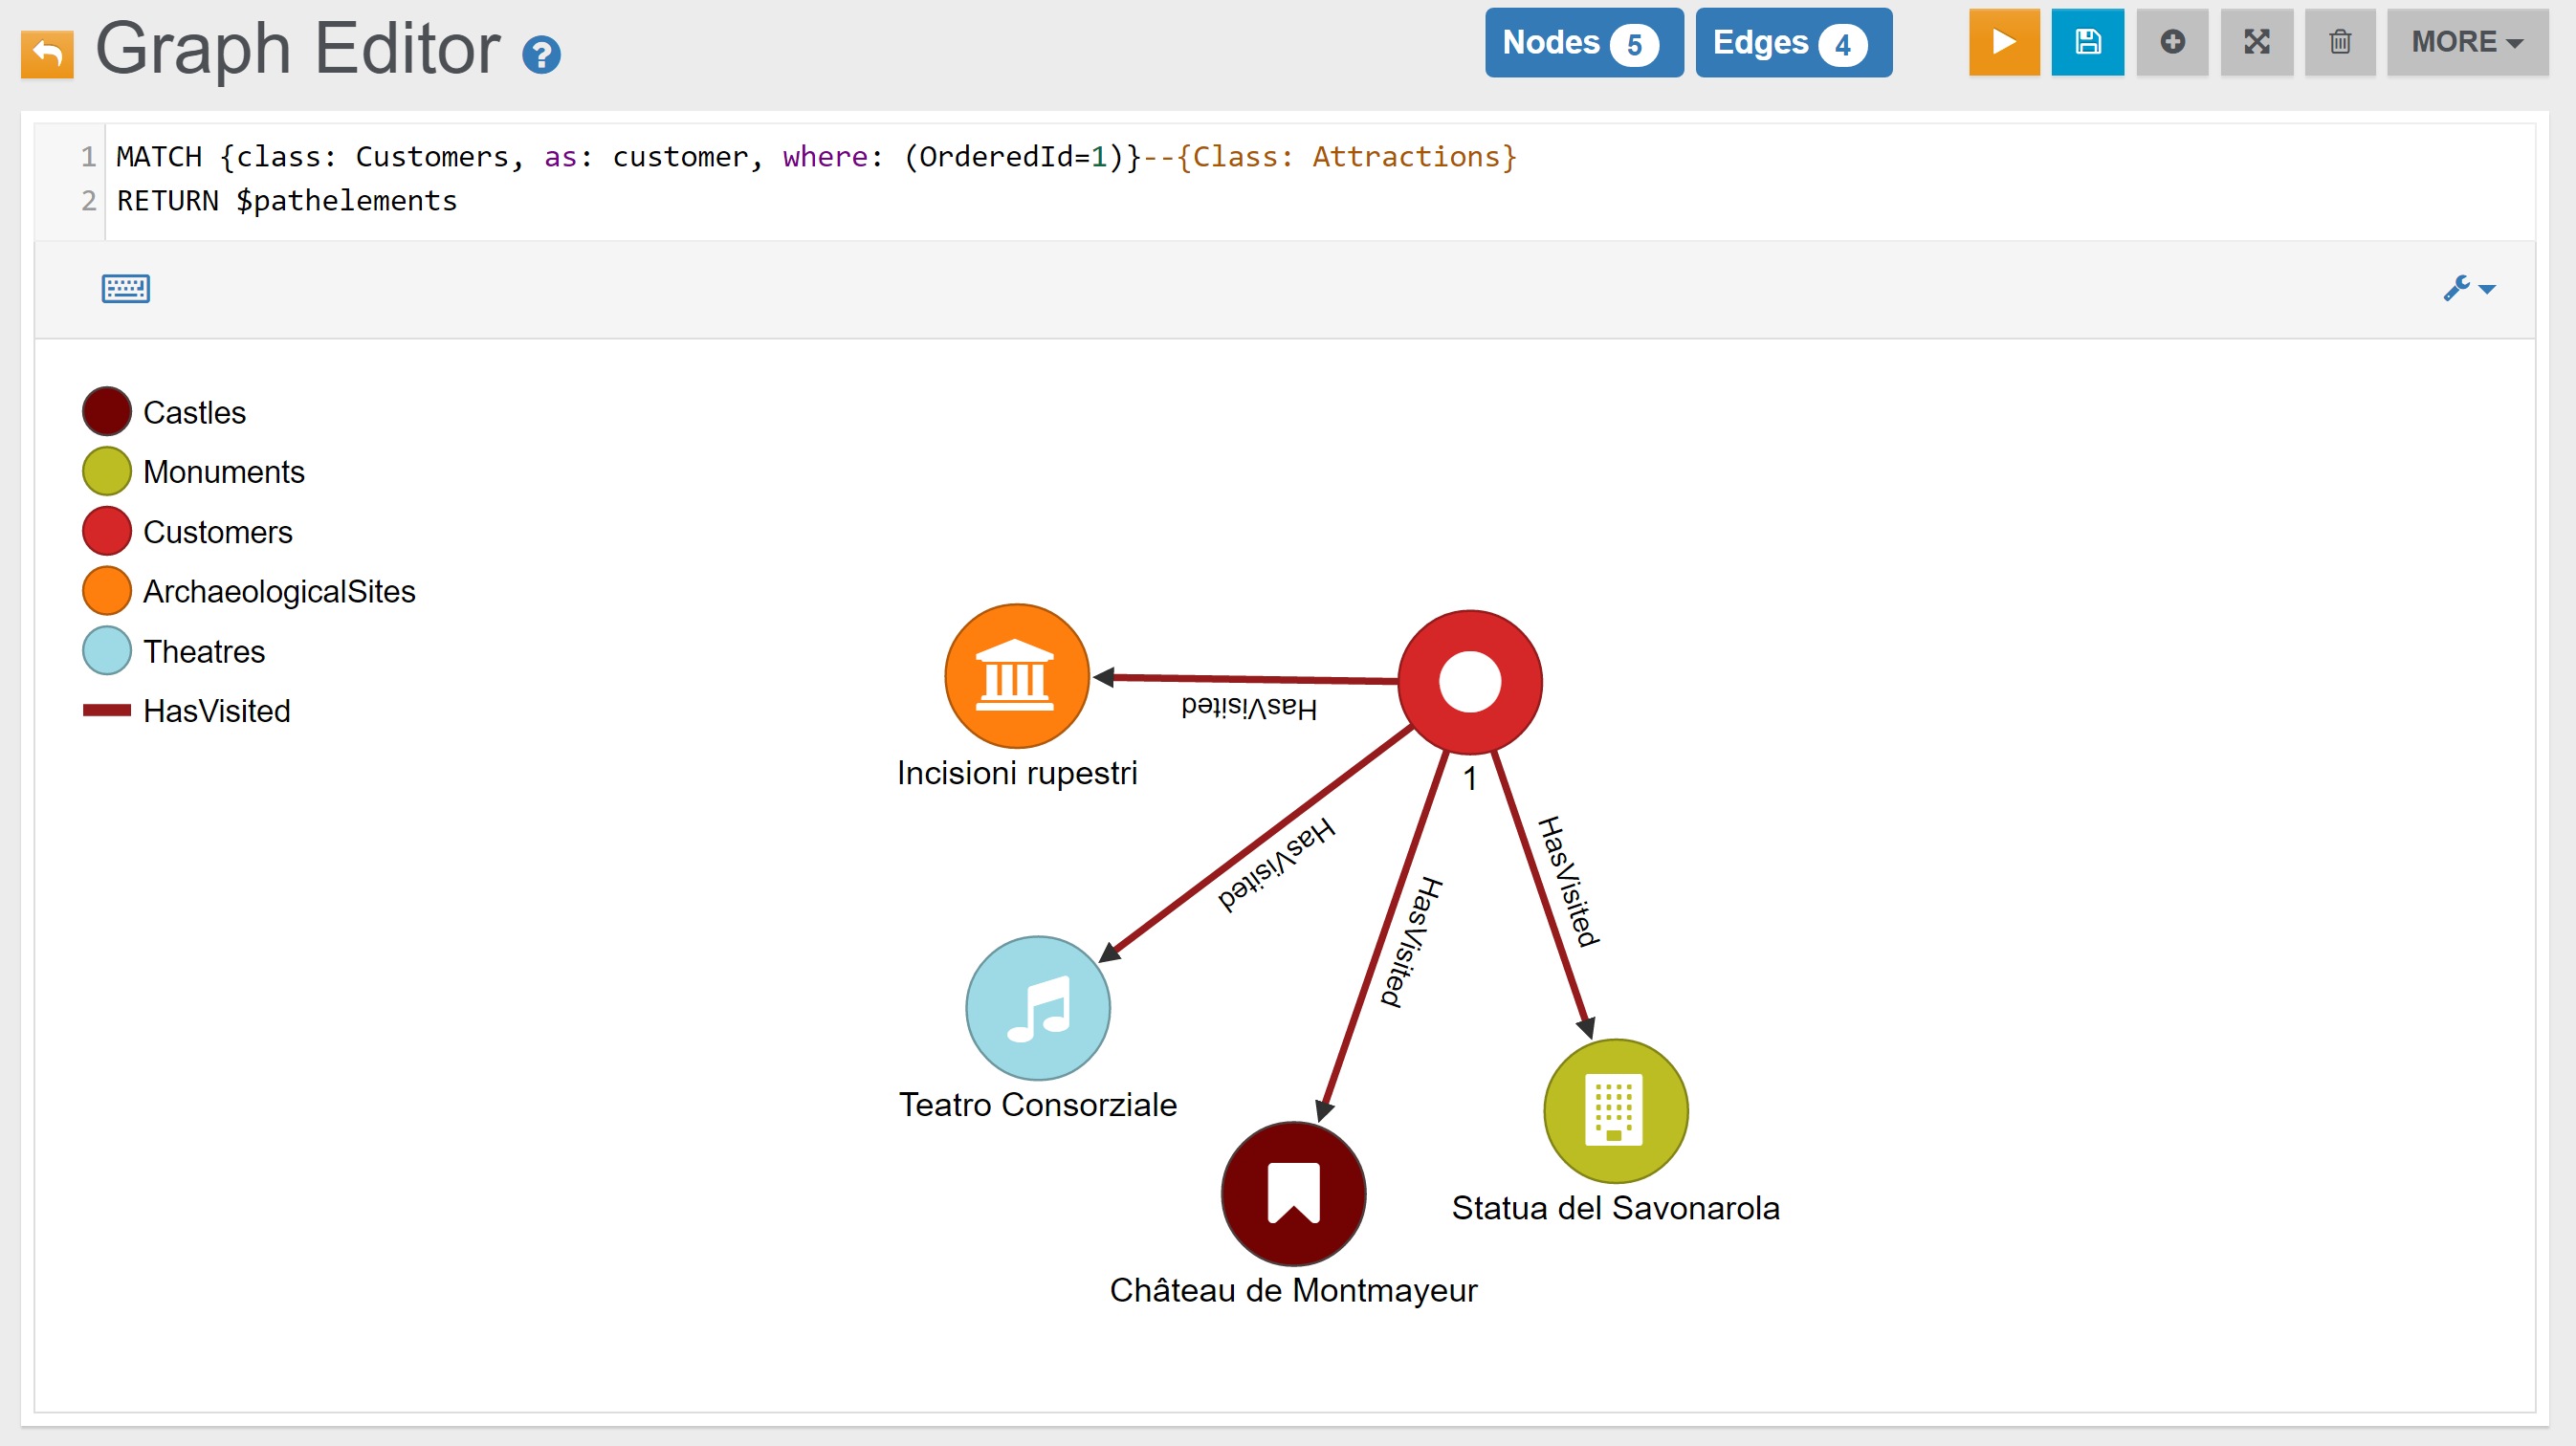 Graph Editor ?
Nodes 5 Edges 4 MORE
1 MATCH {class: Customers, as: customer, where: (OrderedId=1)}--{Class: Attractions}
2 RETURN $pathelements
Castles
Monuments
Customers
ArchaeologicalSites
Theatres
HasVisited
HasVisited
Incisioni rupestri
1
HasVisited
HasVisited
HasVisited
Teatro Consorziale
Statua del Savonarola
Château de Montmayeur